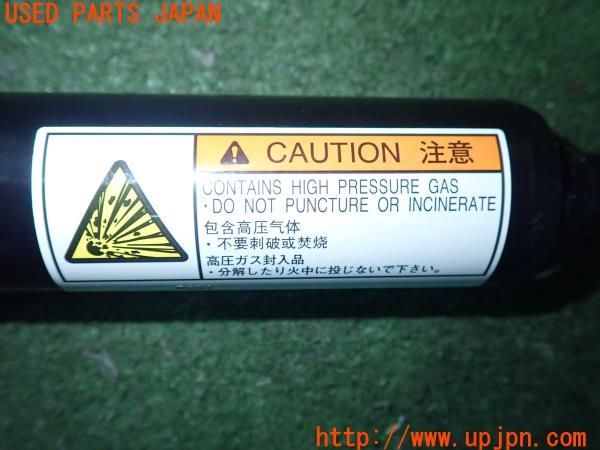 USED PARTS JAPAN
CAUTION 注意
CONTAINS HIGH PRESSURE GAS
・DO NOT PUNCTURE OR INCINERATE
包含高压气体
・不要刺破或焚烧
高圧ガス封入品
・分解したり火中に投じないで下さい。
http://www.upjpn.com/